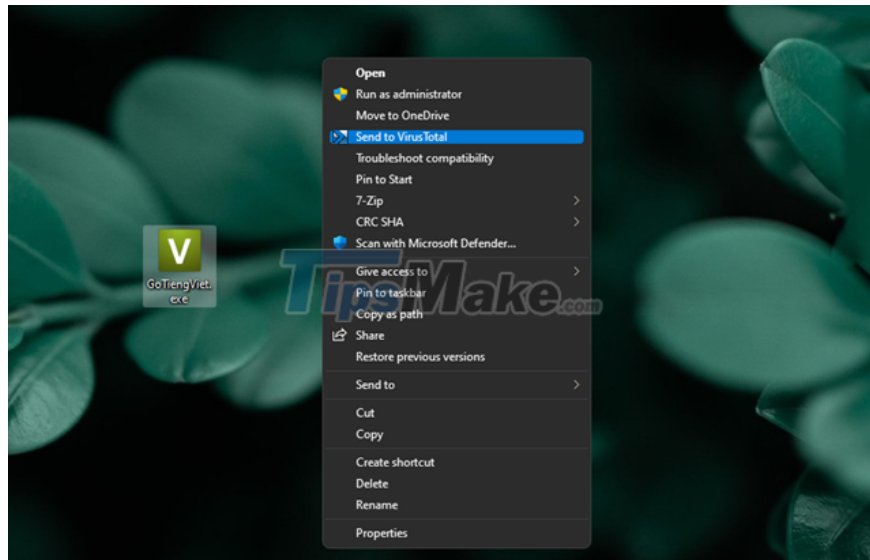 Open
Run as administrator
Move to OneDrive
Send to VirusTotal
Troubleshoot compatibility
Pin to Start
7-Zip
CRC SHA
Scan with Microsoft Defender...
V
GoTiengViet.
exe
Give access to
Pin to taskbar
TipsMake.com
Copy as path
Share
Restore previous versions
Send to
Cut
Copy
Create shortcut
Delete
Rename
Properties